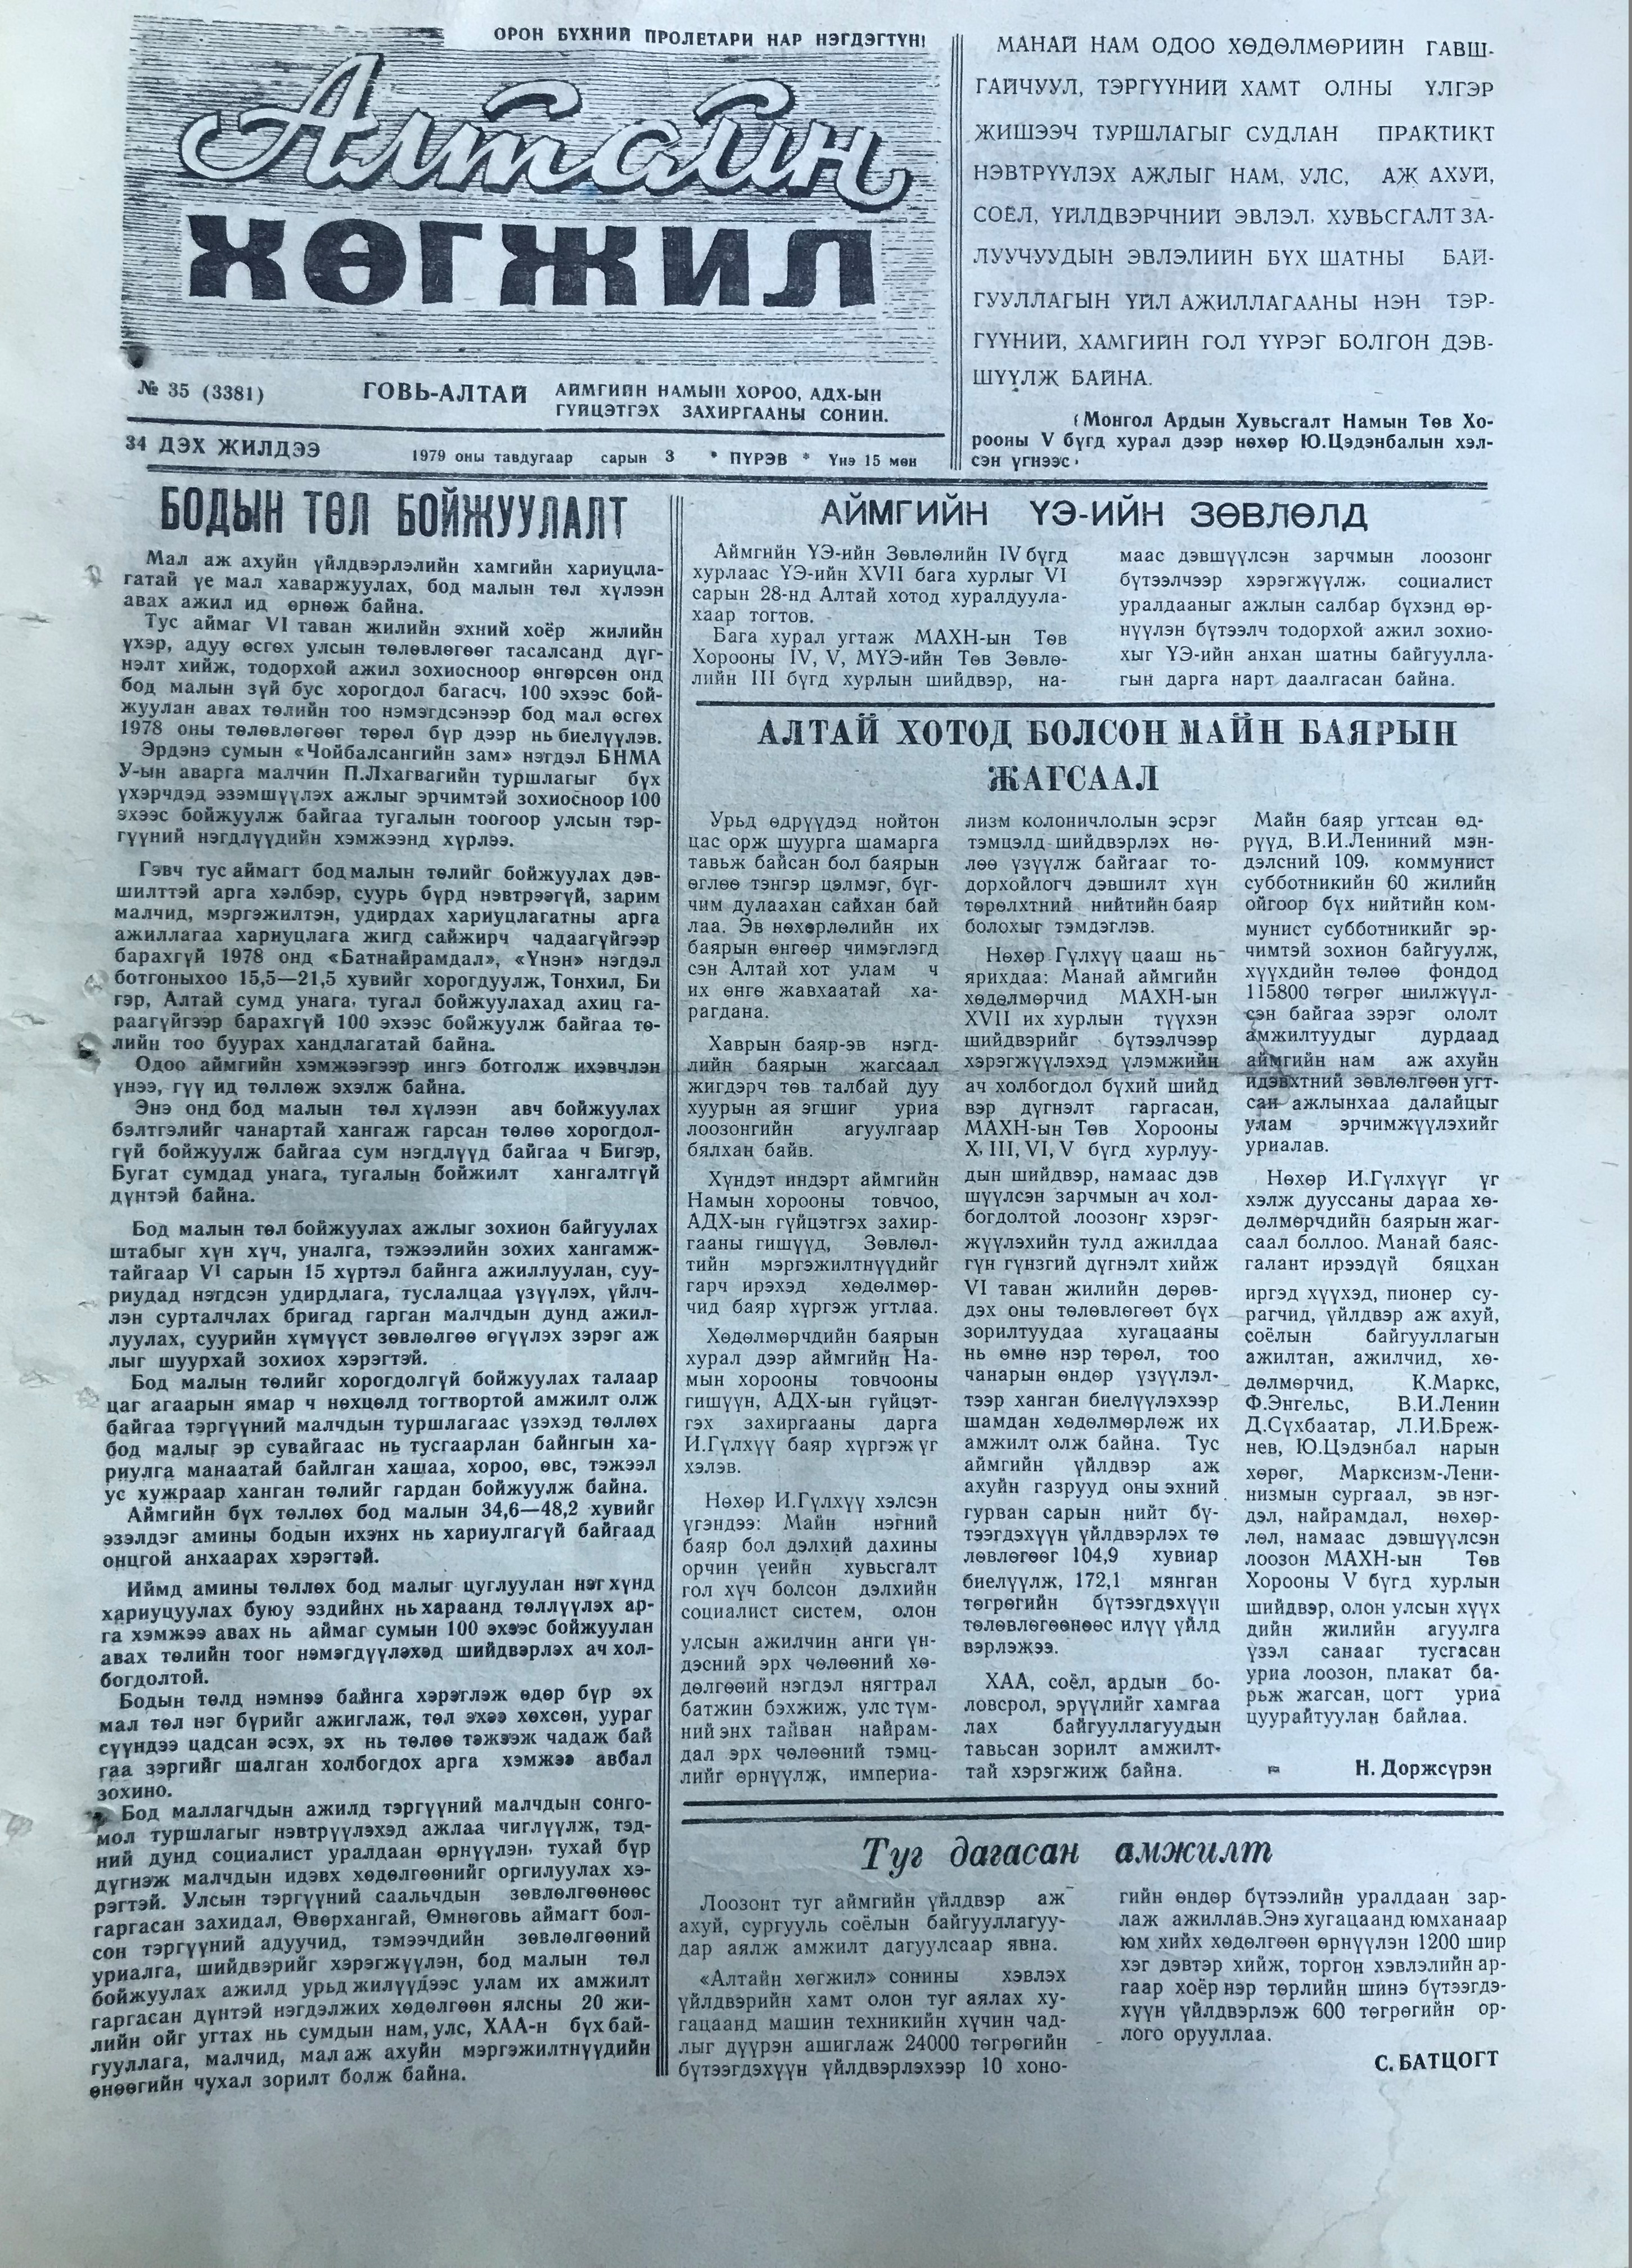 ОРОН БҮХНИЙ ПРОЛЕТАРИ НАР НЭГДЭГТҮН!
Алтайн
ХӨГЖИЛ
№ 35 (3381)
ГОВЬ-АЛТАЙ
АЙМГИЙН НАМЫН ХОРОО, АДХ-ЫН
ГҮЙЦЭТГЭХ ЗАХИРГААНЫ СОНИН.
34 ДЭХ ЖИЛДЭЭ
1979 оны тавдугаар сарын 3 * ПҮРЭВ * Үнэ 15 мөн
МАНАЙ НАМ ОДОО ХӨДӨЛМӨРИЙН ГАВШ-
ГАЙЧУУЛ, ТЭРГҮҮНИЙ ХАМТ ОЛНЫ ҮЛГЭР
ЖИШЭЭЧ ТУРШЛАГЫГ СУДЛАН ПРАКТИКТ
НЭВТРҮҮЛЭХ АЖЛЫГ НАМ, УЛС, АЖ АХУЙ,
СОЁЛ, ҮЙЛДВЭРЧНИЙ ЭВЛЭЛ, ХУВЬСГАЛТ ЗА-
ЛУУЧУУДЫН ЭВЛЭЛИЙН БҮХ ШАТНЫ БАЙ-
ГУУЛЛАГЫН ҮЙЛ АЖИЛЛАГААНЫ НЭН ТЭР-
ГҮҮНИЙ, ХАМГИЙН ГОЛ ҮҮРЭГ БОЛГОН ДЭВ-
ШҮҮЛЖ БАЙНА.
(Монгол Ардын Хувьсгалт Намын Төв Хо-
рооны V бүгд хурал дээр нөхөр Ю.Цэдэнбалын хэл-
сэн үгнээс)
БОДЫН ТӨЛ БОЙЖУУЛАЛТ
Мал аж ахуйн үйлдвэрлэлийн хамгийн хариуцла-
гатай үе мал хаваржуулах, бод малын төл хүлээн
авах ажил ид өрнөж байна.
Тус аймаг VI таван жилийн эхний хоёр жилийн
үхэр, адуу өсгөх улсын төлөвлөгөөг тасалсанд дүг-
нэлт хийж, тодорхой ажил зохиосноор өнгөрсөн онд
бод малын зүй бус хорогдол багасч, 100 эхээс бой-
жуулан авах төлийн тоо нэмэгдсэнээр бод мал өсгөх
1978 оны төлөвлөгөөг төрөл бүр дээр нь биелүүлэв.
Эрдэнэ сумын «Чойбалсангийн зам» нэгдэл БНМА
У-ын аварга малчин П.Лхагвагийн туршлагыг бүх
үхэрчдэд эзэмшүүлэх ажлыг эрчимтэй зохиосноор 100
эхээс бойжуулж байгаа тугалын тоогоор улсын тэр-
гүүний нэгдлүүдийн хэмжээнд хүрлээ.
Гэвч тус аймагт бод малын төлийг бойжуулах дэв-
шилттэй арга хэлбэр, суурь бүрд нэвтрээгүй, зарим
малчид, мэргэжилтэн, удирдах хариуцлагатны арга
ажиллагаа хариуцлага жигд сайжирч чадаагүйгээр
барахгүй 1978 онд «Батнайрамдал», «Үнэн» нэгдэл
ботгоныхоо 15,5—21,5 хувийг хорогдуулж, Тонхил, Би
гэр, Алтай сумд унага, тугал бойжуулахад ахиц га-
раагүйгээр барахгүй 100 эхээс бойжуулж байгаа тө-
лийн тоо буурах хандлагатай байна.
Одоо аймгийн хэмжээгээр ингэ ботголж ихэвчлэн
үнээ, гүү ид төллөж эхэлж байна.
Энэ онд бод малын төл хүлээн авч бойжуулах
бэлтгэлийг чанартай хангаж гарсан төлөө хорогдол-
гүй бойжуулж байгаа сум нэгдлүүд байгаа ч Бигэр,
Бугат сумдад унага, тугалын бойжилт хангалтгүй
дүнтэй байна.
Бод малын төл бойжуулах ажлыг зохион байгуулах
штабыг хүн хүч, уналга, тэжээлийн зохих хангамж-
тайгаар VI сарын 15 хүртэл байнга ажиллуулан, суу-
риудад нэгдсэн удирдлага, туслалцаа үзүүлэх, үйлч-
лэн сурталчлах бригад гарган малчдын дунд ажил-
луулах, суурийн хүмүүст зөвлөлгөө өгүүлэх зэрэг аж
лыг шуурхай зохиох хэрэгтэй.
Бод малын төлийг хорогдолгүй бойжуулах талаар
цаг агаарын ямар ч нөхцөлд тогтвортой амжилт олж
байгаа тэргүүний малчдын туршлагаас үзэхэд төллөх
бод малыг эр сувайгаас нь тусгаарлан байнгын ха-
риулга манаатай байлган хашаа, хороо, өвс, тэжээл
ус хужраар ханган төлийг гардан бойжуулж байна.
Аймгийн бүх төллөх бод малын 34,6—48,2 хувийг
эзэлдэг амины бодын ихэнх нь хариулгагүй байгаад
онцгой анхаарах хэрэгтэй.
Иймд амины төллөх бод малыг цуглуулан нэг хүнд
хариуцуулах буюу эздийнх нь хараанд төллүүлэх ар-
га хэмжээ авах нь аймаг сумын 100 эхээс бойжуулан
авах төлийн тоог нэмэгдүүлэхэд шийдвэрлэх ач хол-
богдолтой.
Бодын төлд нэмнээ байнга хэрэглэж өдөр бүр эх
мал төл нэг бүрийг ажиглаж, төл эхээ хөхсөн, уураг
сүүндээ цадсан эсэх, эх нь төлөө тэжээж чадаж бай
гаа зэргийг шалган холбогдох арга хэмжээ авбал
зохино.
Бод маллагчдын ажилд тэргүүний малчдын сонго-
мол туршлагыг нэвтрүүлэхэд ажлаа чиглүүлж, тэд-
ний дунд социалист уралдаан өрнүүлэн, тухай бүр
дүгнэж малчдын идэвх хөдөлгөөнийг оргилуулах хэ-
рэгтэй. Улсын тэргүүний саальчдын зөвлөлгөөнөөс
гаргасан захидал, Өвөрхангай, Өмнөговь аймагт бол-
сон тэргүүний адуучид, тэмээчдийн зөвлөлгөөний
уриалга, шийдвэрийг хэрэгжүүлэн, бод малын төл
бойжуулах ажилд урьд жилүүдээс улам их амжилт
гаргасан дүнтэй нэгдэлжих хөдөлгөөн ялсны 20 жи-
лийн ойг угтах нь сумдын нам, улс, ХАА-н бүх бай-
гууллага, малчид, мал аж ахуйн мэргэжилтнүүдийн
өнөөгийн чухал зорилт болж байна.
АЙМГИЙН ҮЭ-ИЙН ЗӨВЛӨЛД
Аймгийн ҮЭ-ийн Зөвлөлийн IV бүгд
хурлаас ҮЭ-ийн XVII бага хурлыг VI
сарын 28-нд Алтай хотод хуралдуула-
хаар тогтов.
Бага хурал угтаж МАХН-ын Төв
Хорооны IV, V, МҮЭ-ийн Төв Зөвлө-
лийн III бүгд хурлын шийдвэр, на-
маас дэвшүүлсэн зарчмын лоозонг
бүтээлчээр хэрэгжүүлж, социалист
уралдааныг ажлын салбар бүхэнд өр-
нүүлэн бүтээлч тодорхой ажил зохио-
хыг ҮЭ-ийн анхан шатны байгуулла-
гын дарга нарт даалгасан байна.
АЛТАЙ ХОТОД БОЛСОН МАЙН БАЯРЫН
ЖАГСААЛ
Урьд өдрүүдэд нойтон
цас орж шуурга шамарга
тавьж байсан бол баярын
өглөө тэнгэр цэлмэг, бүг-
чим дулаахан сайхан бай
лаа. Эв нөхөрлөлийн их
баярын өнгөөр чимэглэгд
сэн Алтай хот улам ч
их өнгө жавхаатай ха-
рагдана.
Хаврын баяр-эв нэгд-
лийн баярын жагсаал
жигдэрч төв талбай дуу
хуурын ая эгшиг уриа
лоозонгийн агуулгаар
бялхан байв.
Хүндэт индэрт аймгийн
Намын хорооны товчоо,
АДХ-ын гүйцэтгэх захир-
гааны гишүүд, Зөвлөл-
тийн мэргэжилтнүүдийг
гарч ирэхэд хөдөлмөр-
чид баяр хүргэж угтлаа.
Хөдөлмөрчдийн баярын
хурал дээр аймгийн На-
мын хорооны товчооны
гишүүн, АДХ-ын гүйцэт-
гэх захиргааны дарга
И.Гүлхүү баяр хүргэж үг
хэлэв.
Нөхөр И.Гүлхүү хэлсэн
үгэндээ: Майн нэгний
баяр бол дэлхий дахины
орчин үеийн хувьсгалт
гол хүч болсон дэлхийн
социалист систем, олон
улсын ажилчин анги үн-
дэсний эрх чөлөөний хө-
дөлгөөий нэгдэл нягтрал
батжин бэхжиж, улс түм-
ний энх тайван найрам-
дал эрх чөлөөний тэмц-
лийг өрнүүлж, империа-
лизм колоничлолын эсрэг
тэмцэлд шийдвэрлэх нө-
лөө үзүүлж байгааг то-
дорхойлогч дэвшилт хүн
төрөлхтний нийтийн баяр
болохыг тэмдэглэв.
Нөхөр Гүлхүү цааш нь
ярихдаа: Манай аймгийн
хөдөлмөрчид МАХН-ын
XVII их хурлын түүхэн
шийдвэрийг бүтээлчээр
хэрэгжүүлэхэд үлэмжийн
ач холбогдол бүхий шийд
вэр дүгнэлт гаргасан,
МАХН-ын Төв Хорооны
X, III, VI, V бүгд хурлуу-
дын шийдвэр, намаас дэв
шүүлсэн зарчмын ач хол-
богдолтой лоозонг хэрэг-
жүүлэхийн тулд ажилдаа
гүн гүнзгий дүгнэлт хийж
VI таван жилийн дөрөв-
дэх оны төлөвлөгөөт бүх
зорилтуудаа хугацааны
нь өмнө нэр төрөл, тоо
чанарын өндөр үзүүлэл-
тээр ханган биелүүлэхээр
шамдан хөдөлмөрлөж их
амжилт олж байна. Тус
аймгийн үйлдвэр аж
ахуйн газрууд оны эхний
гурван сарын нийт бү-
тээгдэхүүн үйлдвэрлэх тө
лөвлөгөөг 104,9 хувиар
биелүүлж, 172,1 мянган
төгрөгийн бүтээгдэхүүн
төлөвлөгөөнөөс илүү үйлд
вэрлэжээ.
ХАА, соёл, ардын бо-
ловсрол, эрүүлийг хамгаа
лах байгууллагуудын
тавьсан зорилт амжилт-
тай хэрэгжиж байна.
Майн баяр угтсан өд-
рүүд, В.И.Лениний мэн-
дэлсний 109, коммунист
субботникийн 60 жилийн
ойгоор бүх нийтийн ком-
мунист субботникийг эр-
чимтэй зохион байгуулж,
хүүхдийн төлөө фондод
115800 төгрөг шилжүүл-
сэн байгаа зэрэг ололт
амжилтуудыг дурдаад
аймгийн нам аж ахуйн
идэвхтний зөвлөлгөөн угт-
сан ажлынхаа далайцыг
улам эрчимжүүлэхийг
уриалав.
Нөхөр И.Гүлхүүг үг
хэлж дууссаны дараа хө-
дөлмөрчдийн баярын жаг-
саал боллоо. Манай баяс-
галант ирээдүй бяцхан
иргэд хүүхэд, пионер су-
рагчид, үйлдвэр аж ахуй,
соёлын байгууллагын
ажилтан, ажилчид, хө-
дөлмөрчид, К.Маркс,
Ф.Энгельс, В.И.Ленин
Д.Сүхбаатар, Л.И.Бреж-
нев, Ю.Цэдэнбал нарын
хөрөг, Марксизм-Лени-
низмын сургаал, эв нэг-
дэл, найрамдал, нөхөр-
лөл, намаас дэвшүүлсэн
лоозон МАХН-ын Төв
Хорооны V бүгд хурлын
шийдвэр, олон улсын хүүх
дийн жилийн агуулга
үзэл санааг тусгасан
уриа лоозон, плакат ба-
рьж жагсан, цогт уриа
цуурайтуулан байлаа.
Н. Доржсүрэн
Туг дагасан амжилт
Лоозонт туг аймгийн үйлдвэр аж
ахуй, сургууль соёлын байгууллагуу-
дар аялж амжилт дагуулсаар явна.
«Алтайн хөгжил» сонины хэвлэх
үйлдвэрийн хамт олон туг аялах ху-
гацаанд машин техникийн хүчин чад-
лыг дүүрэн ашиглаж 24000 төгрөгийн
бүтээгдэхүүн үйлдвэрлэхээр 10 хоно-
гийн өндөр бүтээлийн уралдаан зар-
лаж ажиллав.Энэ хугацаанд юмханаар
юм хийх хөдөлгөөн өрнүүлэн 1200 шир
хэг дэвтэр хийж, торгон хэвлэлийн ар-
гаар хоёр нэр төрлийн шинэ бүтээгдэ-
хүүн үйлдвэрлэж 600 төгрөгийн ор-
лого орууллаа.
С. БАТЦОГТ